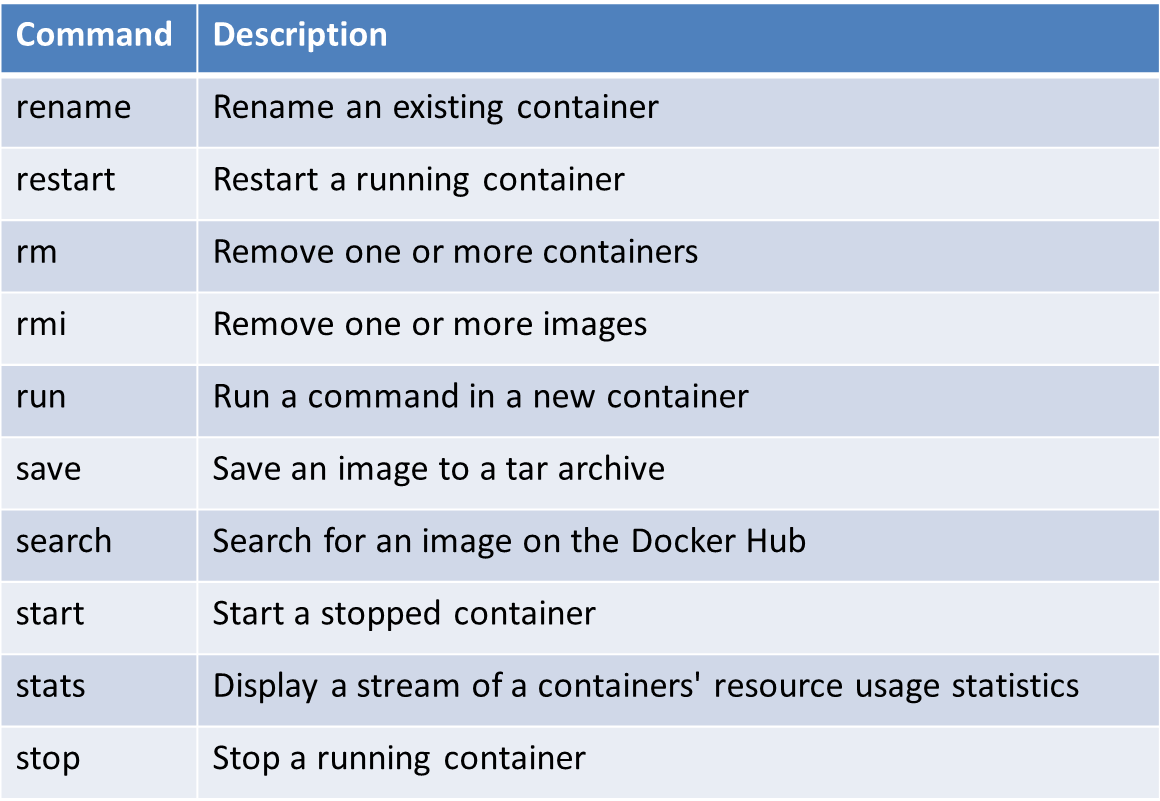 Command Description
rename Rename an existing container
restart Restart a running container
rm Remove one or more containers
rmi Remove one or more images
run Run a command in a new container
save Save an image to a tar archive
search Search for an image on the Docker Hub
start Start a stopped container
stats Display a stream of a containers' resource usage statistics
stop Stop a running container